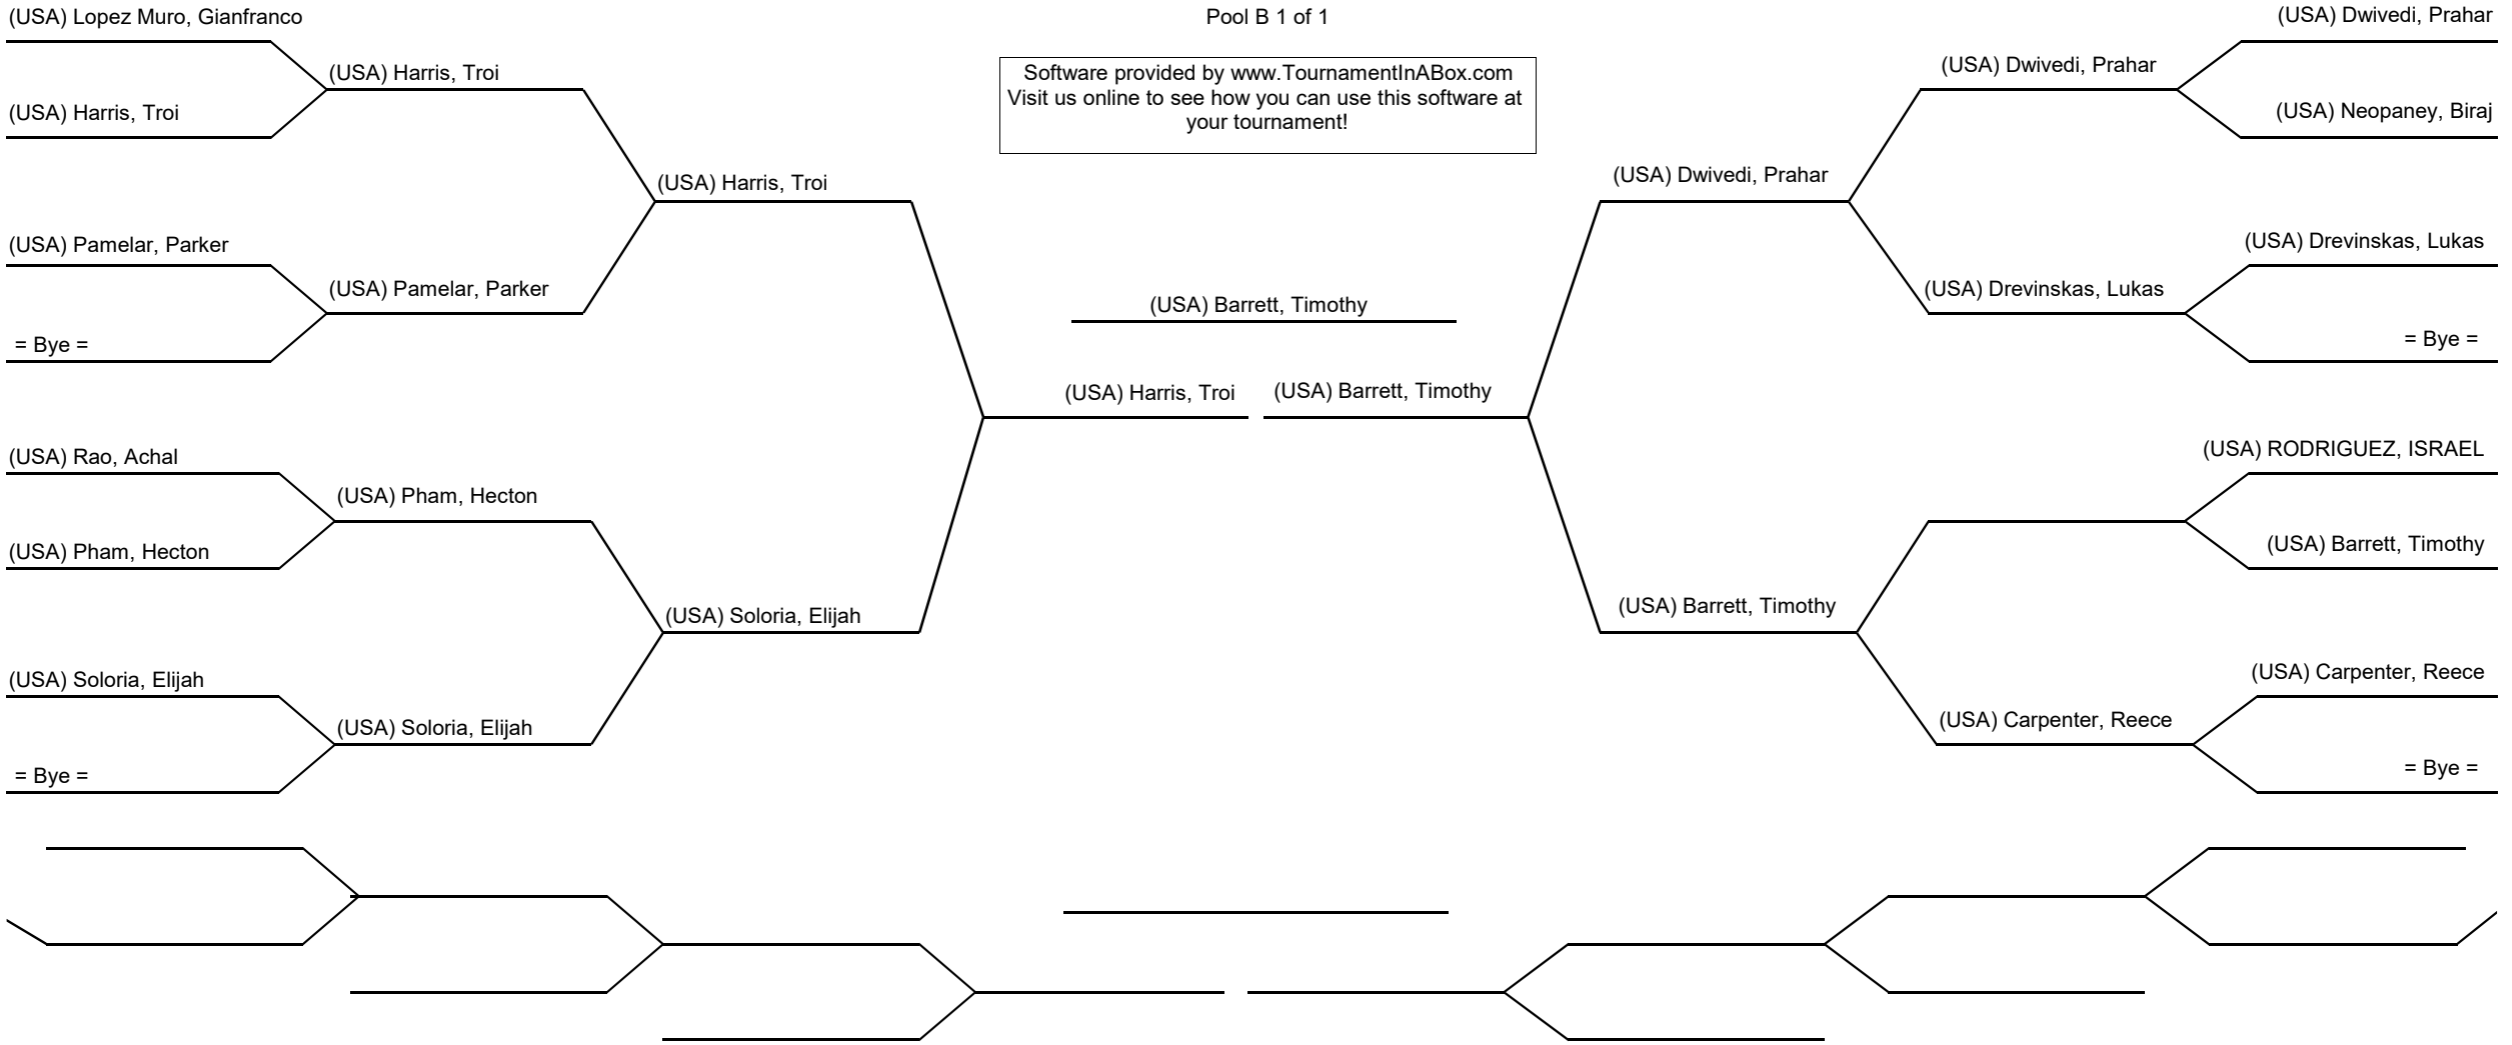 (USA) Lopez Muro, Gianfranco
(USA) Harris, Troi
(USA) Harris, Troi
(USA) Pamelar, Parker
(USA) Pamelar, Parker
= Bye =
(USA) Harris, Troi
(USA) Rao, Achal
(USA) Pham, Hecton
(USA) Pham, Hecton
(USA) Soloria, Elijah
(USA) Soloria, Elijah
= Bye =
(USA) Soloria, Elijah
Pool B 1 of 1
Software provided by www.TournamentInABox.com
Visit us online to see how you can use this software at
your tournament!
(USA) Barrett, Timothy
(USA) Harris, Troi
(USA) Barrett, Timothy
(USA) Dwivedi, Prahar
(USA) Barrett, Timothy
(USA) Dwivedi, Prahar
(USA) Drevinskas, Lukas
(USA) Carpenter, Reece
(USA) Dwivedi, Prahar
(USA) Neopaney, Biraj
(USA) Drevinskas, Lukas
= Bye =
(USA) RODRIGUEZ, ISRAEL
(USA) Barrett, Timothy
(USA) Carpenter, Reece
= Bye =